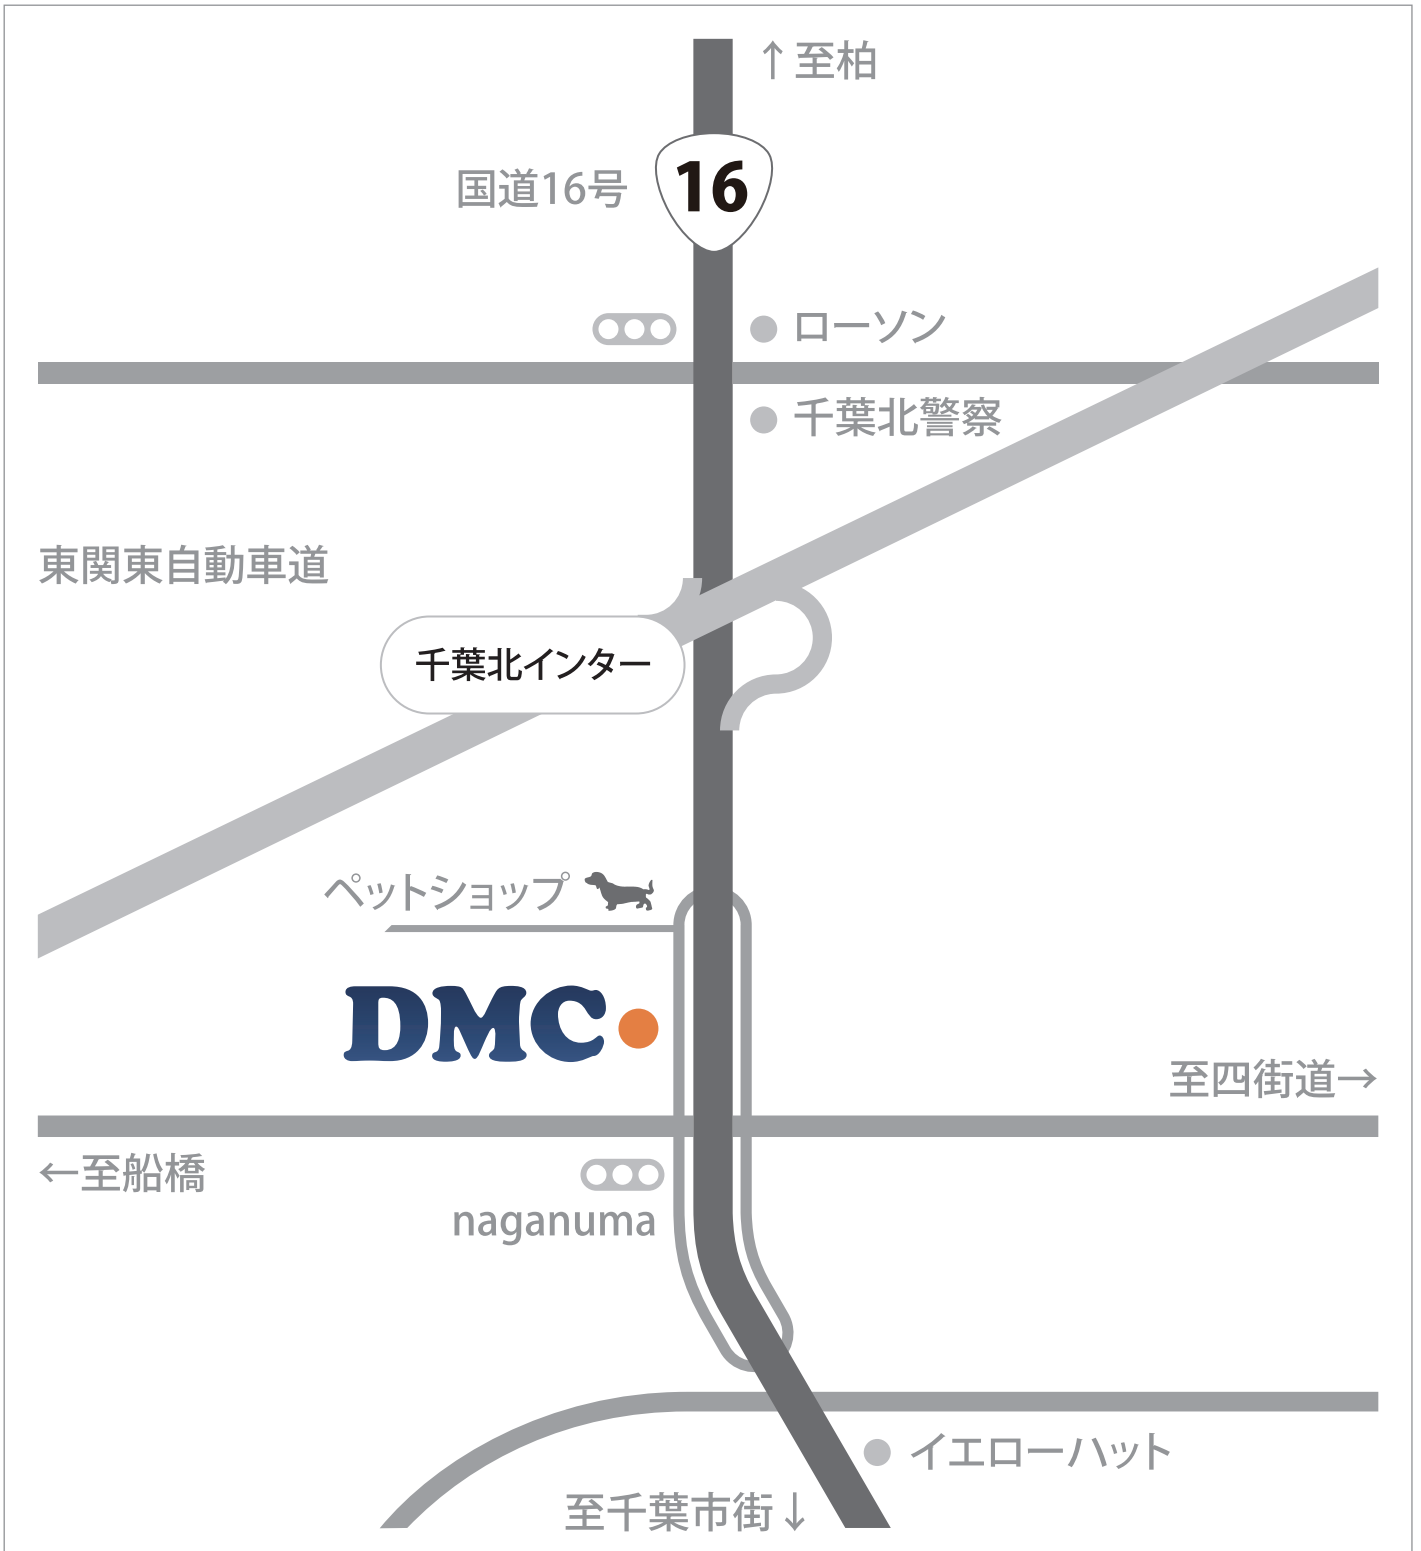 ↑至柏
国道16号
16
ローソン
千葉北警察
東関東自動車道
千葉北インター
ペットショップ
DMC
至四街道→
←至船橋
naganuma
イエローハット
至千葉市街↓